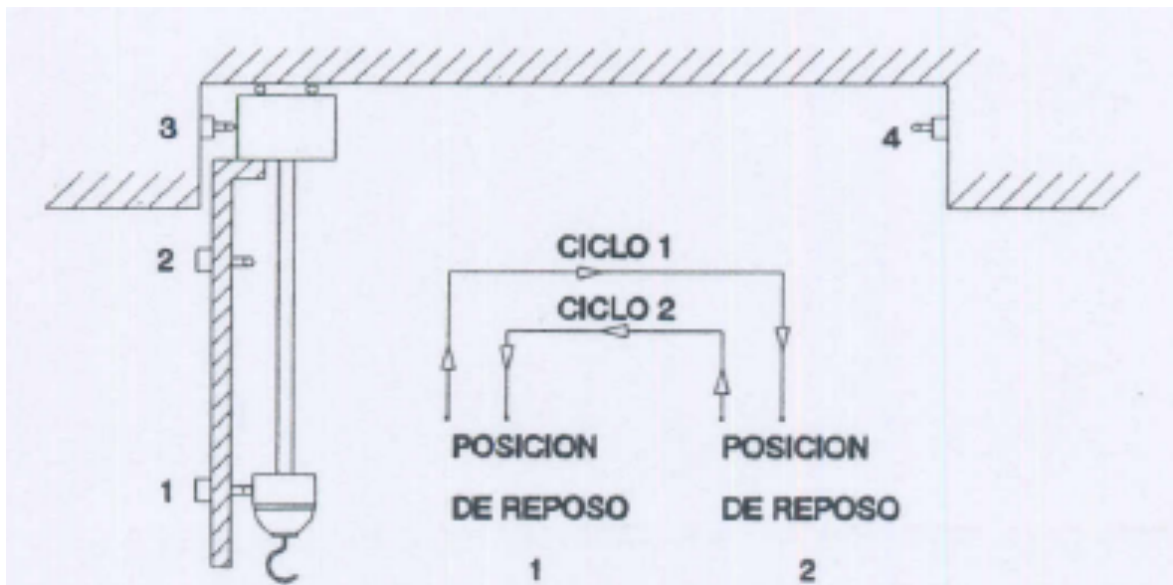 3
4
2
CICLO 1
CICLO 2
POSICION POSICION
1
DE REPOSO DE REPOSO
1 2